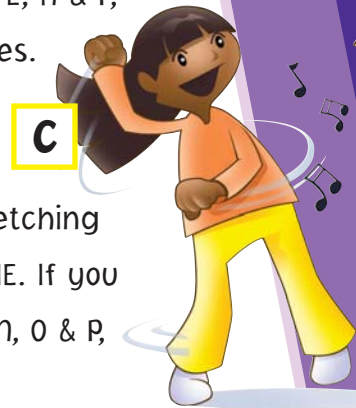 es.
C
etching
E. If you
, O & P,